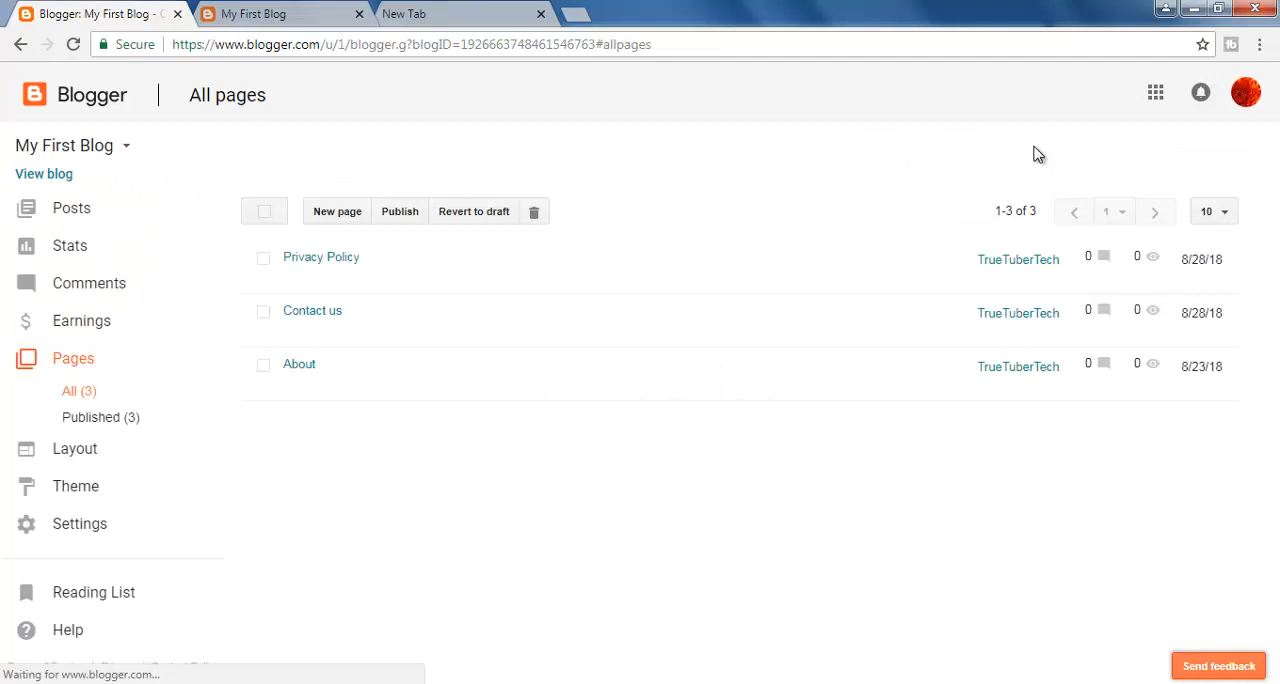 Blogger: My First Blog -
My First Blog
New Tab
Secure
https://www.blogger.com/u/1/blogger.g?blogID=1926663748461546763#allpages
Blogger
All pages
My First Blog
View blog
Posts
Stats
Comments
Earnings
Pages
All (3)
Published (3)
Layout
Theme
Settings
Reading List
Help
New page
Publish
Revert to draft
1-3 of 3
1
10
Privacy Policy
TrueTuberTech
0
0
8/28/18
Contact us
TrueTuberTech
0
0
8/28/18
About
TrueTuberTech
0
0
8/23/18
Waiting for www.blogger.com...
Send feedback